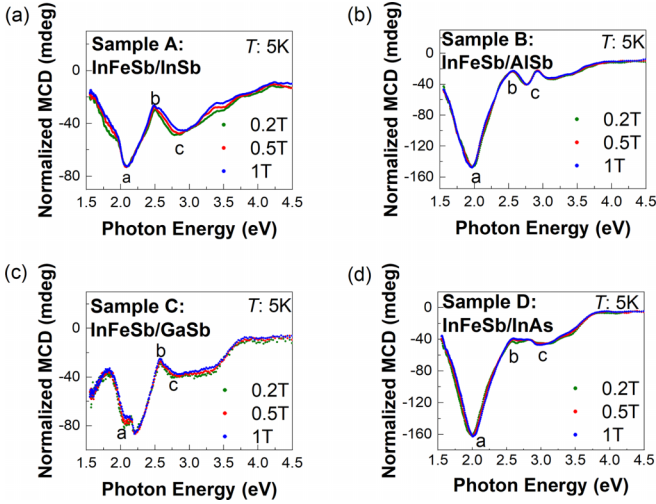 (a)
Sample A:
InFeSb/InSb
T: 5K
Normalized MCD (mdeg)
0
-40
-80
b
c
a
0.2T
0.5T
1T
1.5 2.0 2.5 3.0 3.5 4.0 4.5
Photon Energy (eV)
(b)
Sample B:
InFeSb/AlSb
T: 5K
Normalized MCD (mdeg)
0
-40
-80
-120
-160
b
c
a
0.2T
0.5T
1T
1.5 2.0 2.5 3.0 3.5 4.0 4.5
Photon Energy (eV)
(c)
Sample C:
InFeSb/GaSb
T: 5K
Normalized MCD (mdeg)
0
-40
-80
b
c
a
0.2T
0.5T
1T
1.5 2.0 2.5 3.0 3.5 4.0 4.5
Photon Energy (eV)
(d)
Sample D:
InFeSb/InAs
T: 5K
Normalized MCD (mdeg)
0
-40
-80
-120
-160
b
c
a
0.2T
0.5T
1T
1.5 2.0 2.5 3.0 3.5 4.0 4.5
Photon Energy (eV)